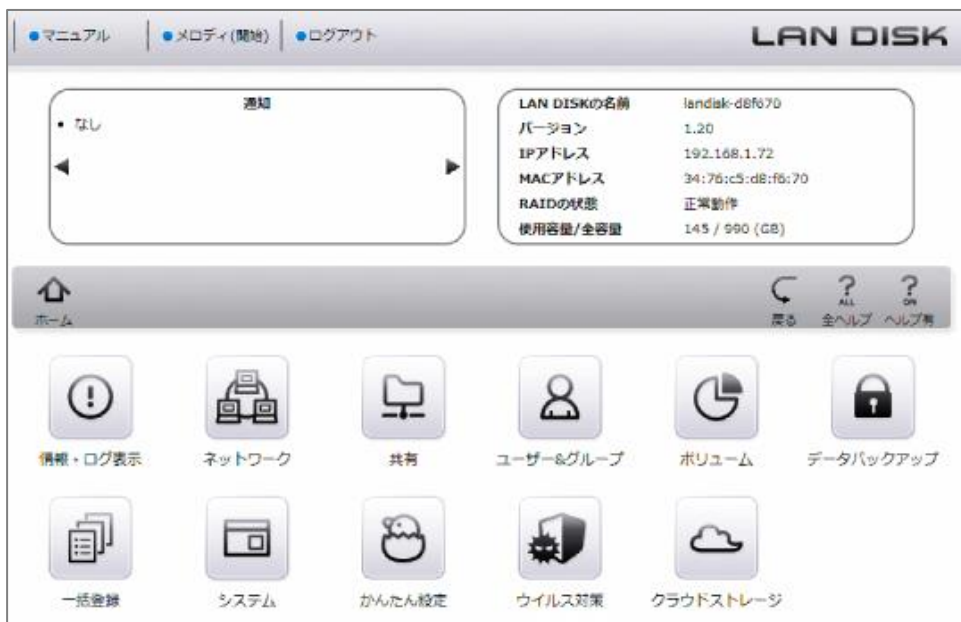 ●マニュアル ●メロディ(開始) ●ログアウト LAN DISK
通知
• なし
LAN DISKの名前 landisk-d8f670
バージョン 1.20
IPアドレス 192.168.1.72
MACアドレス 34:76:c5:d8:f6:70
RAIDの状態 正常動作
使用容量/全容量 145 / 990 (GB)
? ?
ALL ON
ホーム 戻る 全ヘルプ ヘルプ有
情報・ログ表示 ネットワーク 共有 ユーザー&グループ ボリューム データバックアップ
一括登録 システム かんたん設定 ウイルス対策 クラウドストレージ